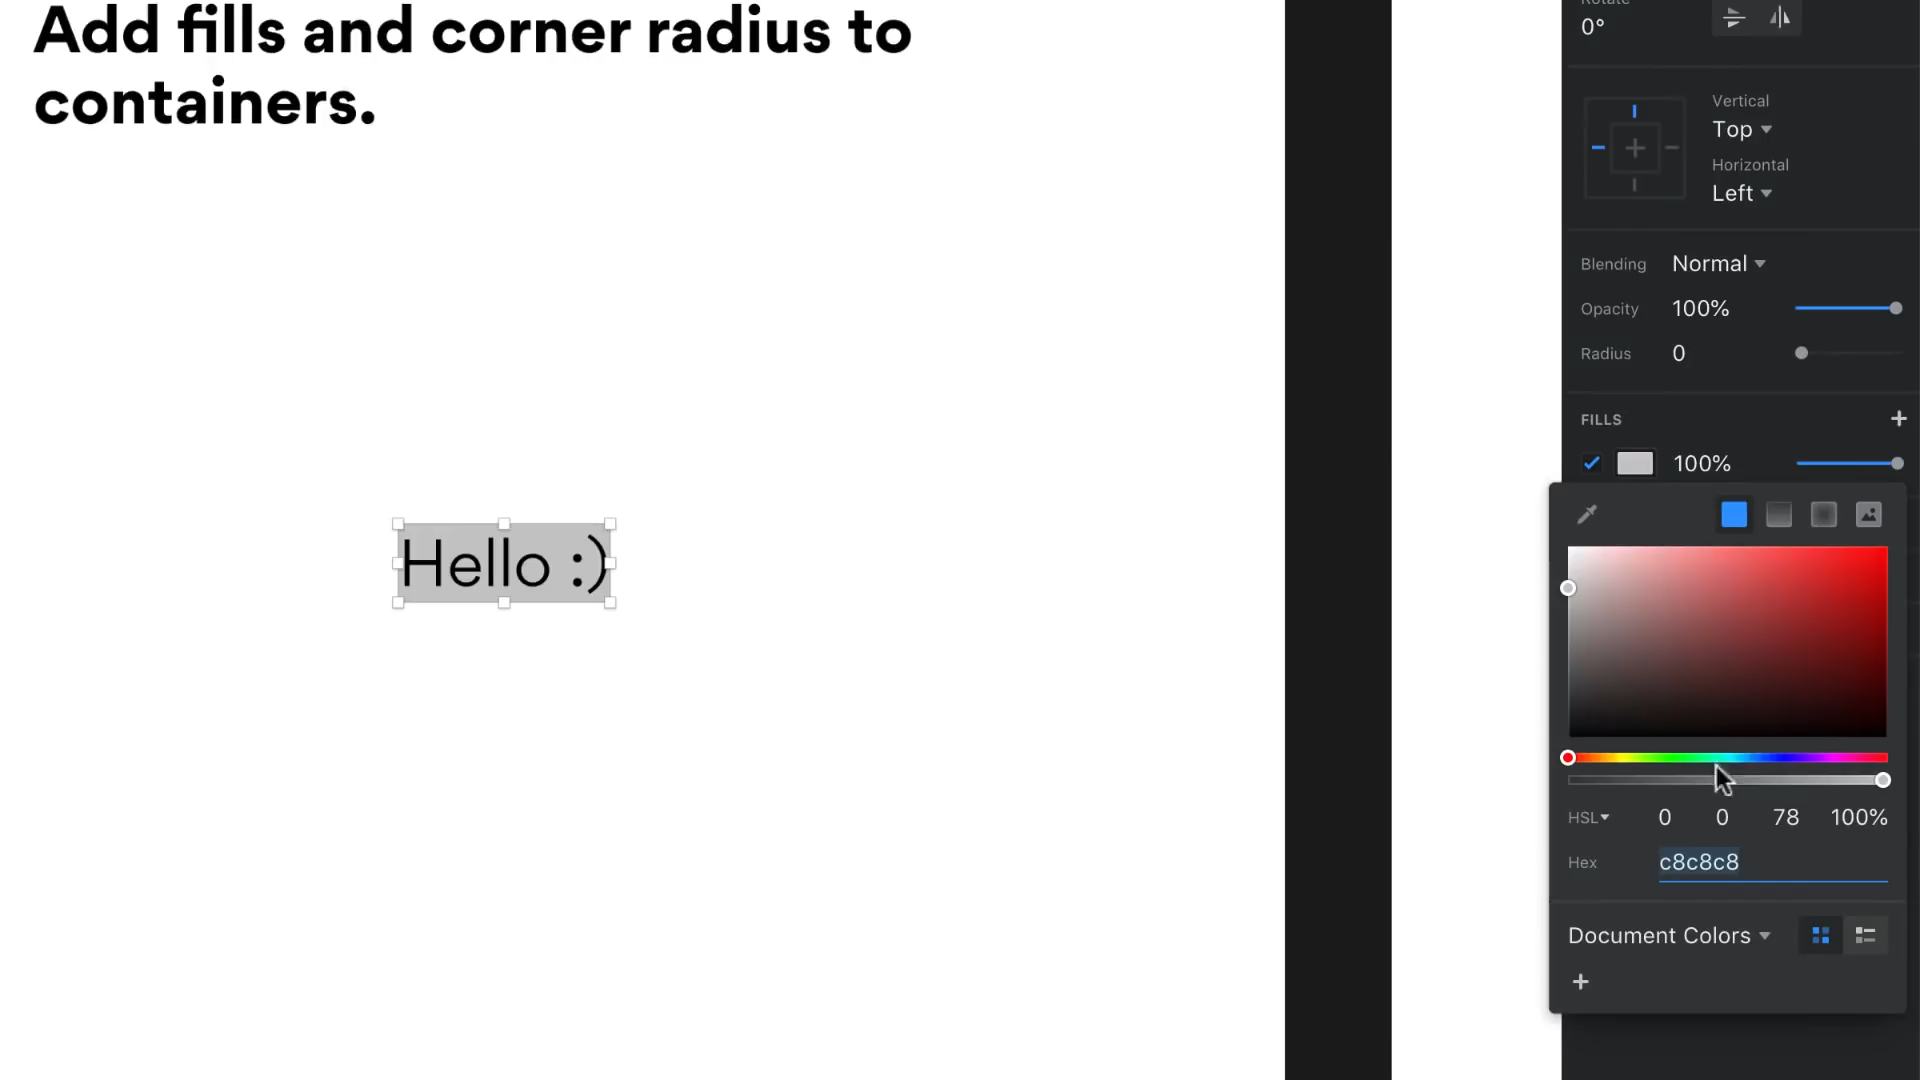 Add fills and corner radius to
containers.
Hello :)
Rotate
0°
Vertical
Top
Horizontal
Left
Blending Normal
Opacity 100%
Radius 0
FILLS
100%
HSL 0 0 78 100%
Hex c8c8c8
Document Colors